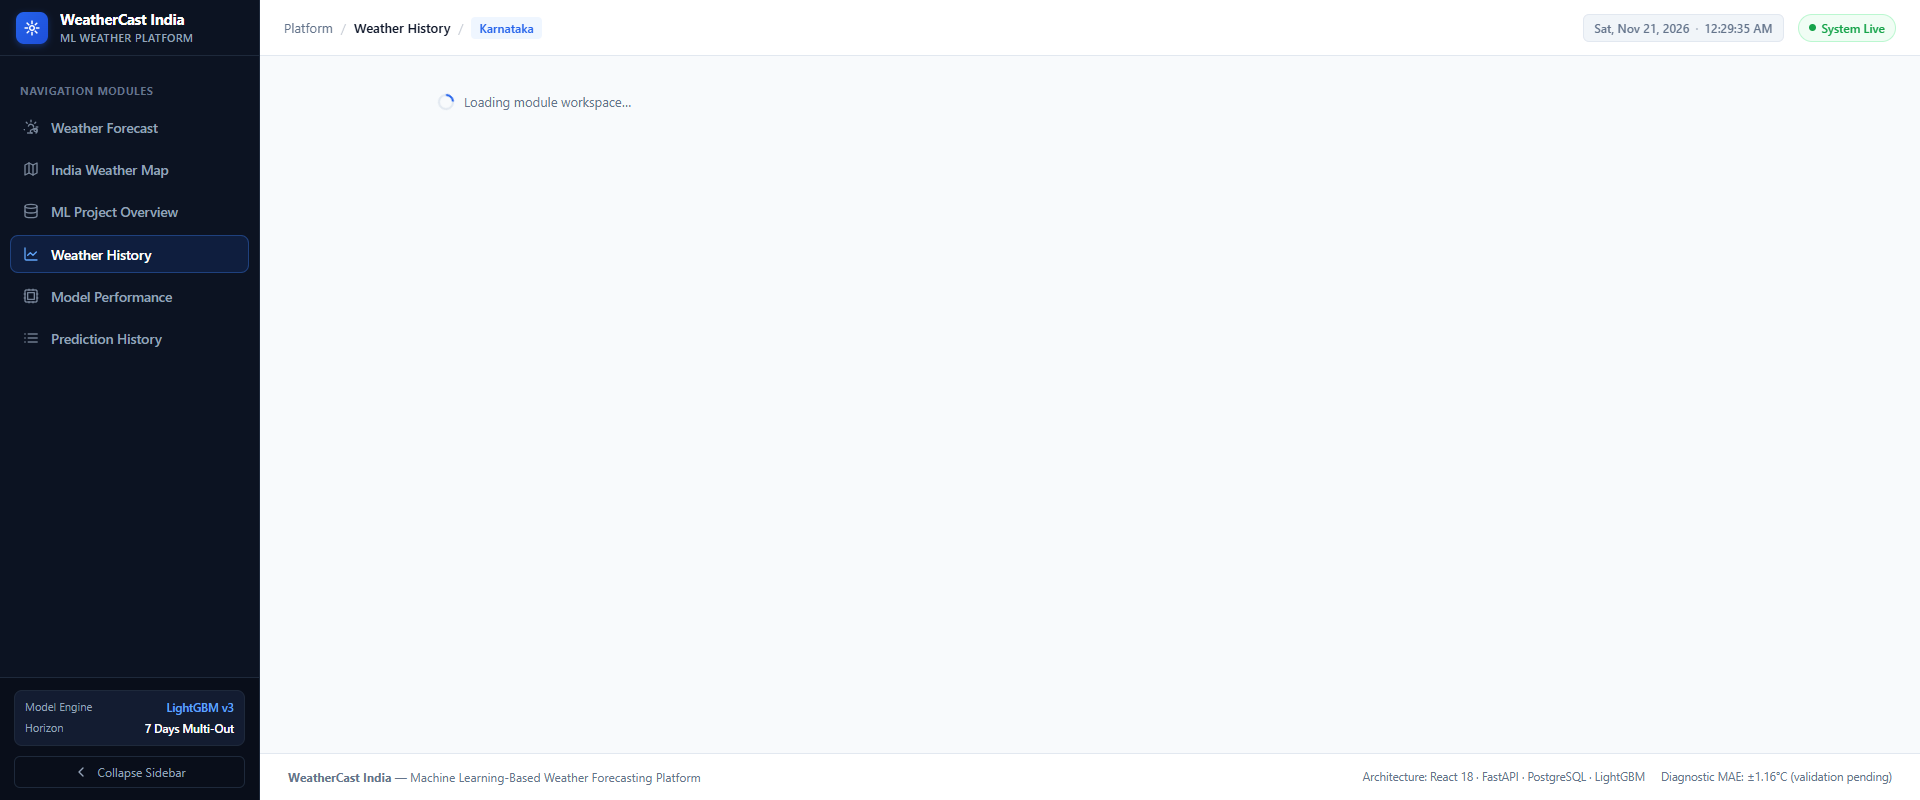 WeatherCast India
ML WEATHER PLATFORM
NAVIGATION MODULES
Weather Forecast
India Weather Map
ML Project Overview
Weather History
Model Performance
Prediction History
Model Engine LightGBM v3
Horizon 7 Days Multi-Out
Collapse Sidebar
Platform / Weather History / Karnataka
Sat, Nov 21, 2026 · 12:29:35 AM
System Live
Loading module workspace...
WeatherCast India — Machine Learning-Based Weather Forecasting Platform
Architecture: React 18 · FastAPI · PostgreSQL · LightGBM
Diagnostic MAE: ±1.16°C (validation pending)